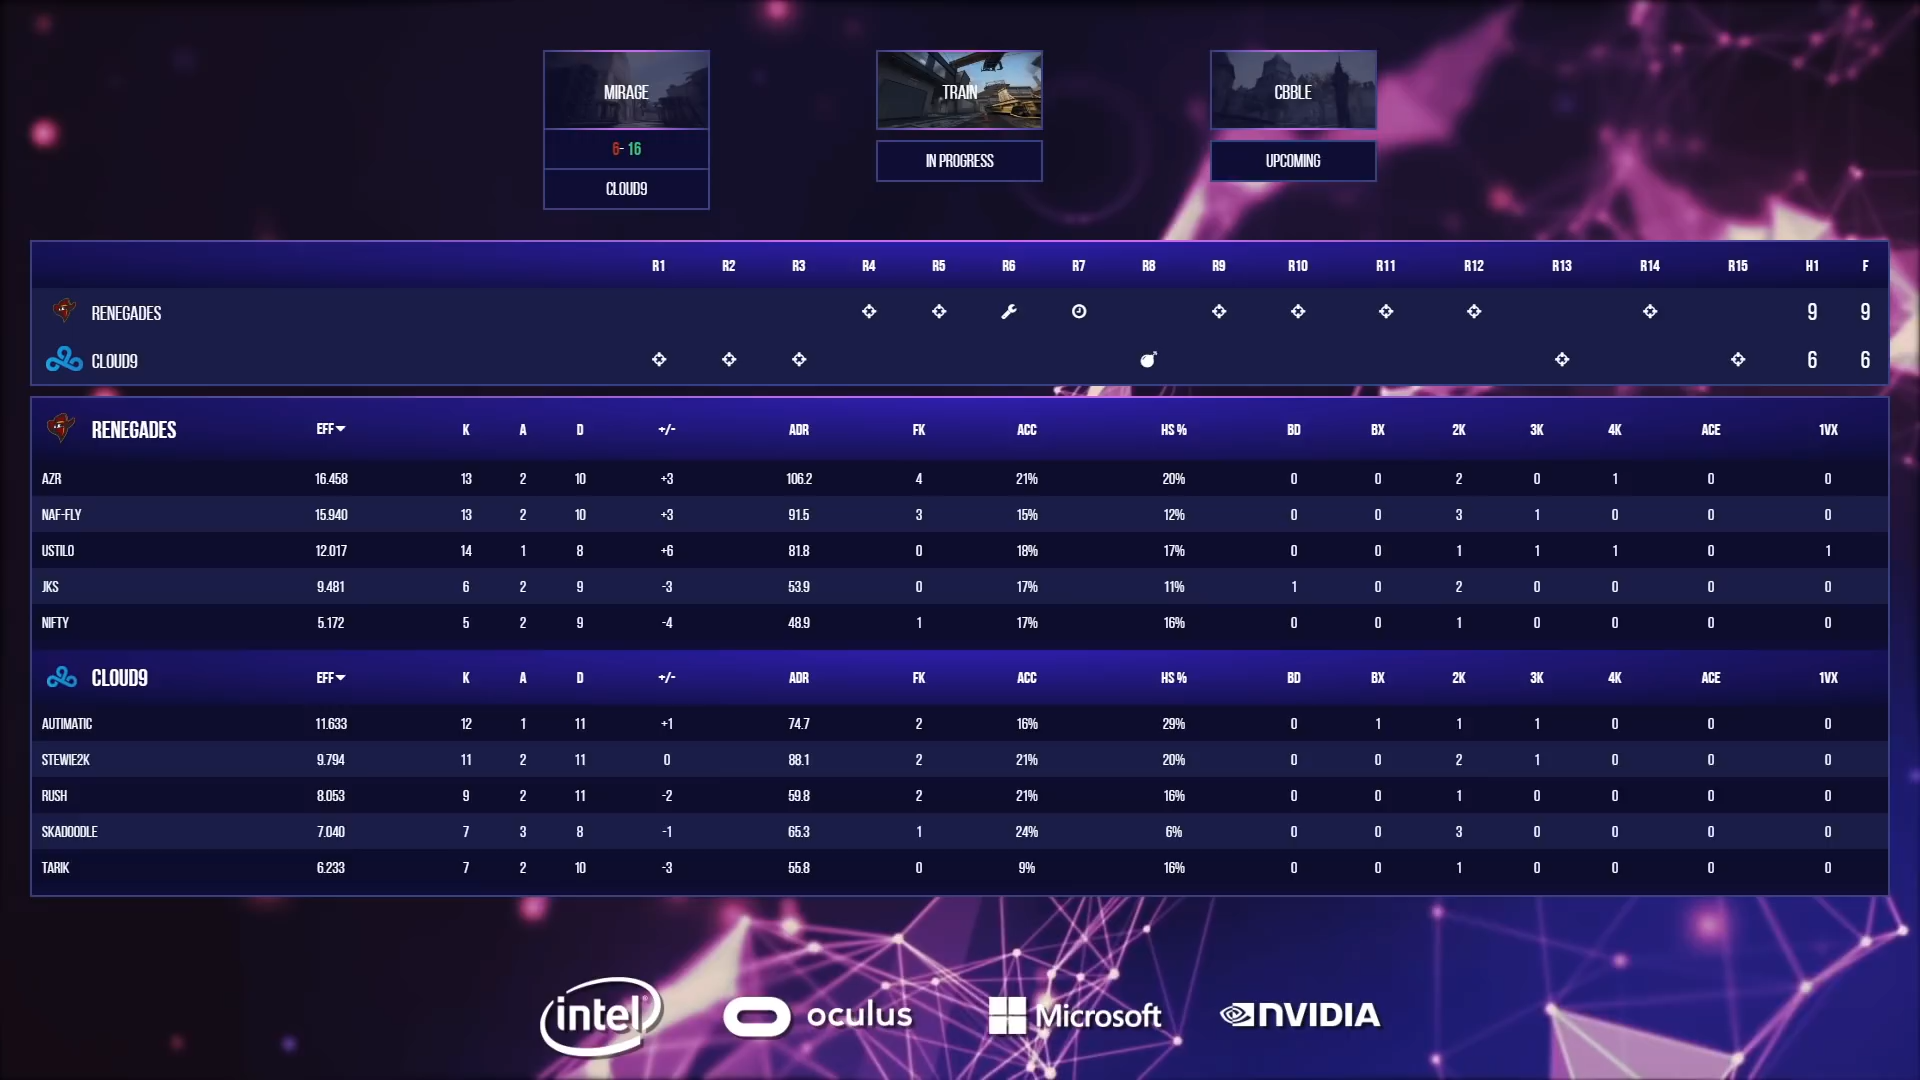 MIRAGE TRAIN CBBLE
6- 16 IN PROGRESS UPCOMING
CLOUD9
R1 R2 R3 R4 R5 R6 R7 R8 R9 R10 R11 R12 R13 R14 R15 H1 F
RENEGADES 9 9
CLOUD9 6 6
RENEGADES EFF K A D +/- ADR FK ACC HS % BD BX 2K 3K 4K ACE 1VX
AZR 16.458 13 2 10 +3 106.2 4 21% 20% 0 0 2 0 1 0 0
NAF-FLY 15.940 13 2 10 +3 91.5 3 15% 12% 0 0 3 1 0 0 0
USTILO 12.017 14 1 8 +6 81.8 0 18% 17% 0 0 1 1 1 0 1
JKS 9.481 6 2 9 -3 53.9 0 17% 11% 1 0 2 0 0 0 0
NIFTY 5.172 5 2 9 -4 48.9 1 17% 16% 0 0 1 0 0 0 0
CLOUD9 EFF K A D +/- ADR FK ACC HS % BD BX 2K 3K 4K ACE 1VX
AUTIMATIC 11.633 12 1 11 +1 74.7 2 16% 29% 0 1 1 1 0 0 0
STEWIE2K 9.794 11 2 11 0 88.1 2 21% 20% 0 0 2 1 0 0 0
RUSH 8.053 9 2 11 -2 59.8 2 21% 16% 0 0 1 0 0 0 0
SKADOODLE 7.040 7 3 8 -1 65.3 1 24% 6% 0 0 3 0 0 0 0
TARIK 6.233 7 2 10 -3 55.8 0 9% 16% 0 0 1 0 0 0 0
intel oculus Microsoft NVIDIA